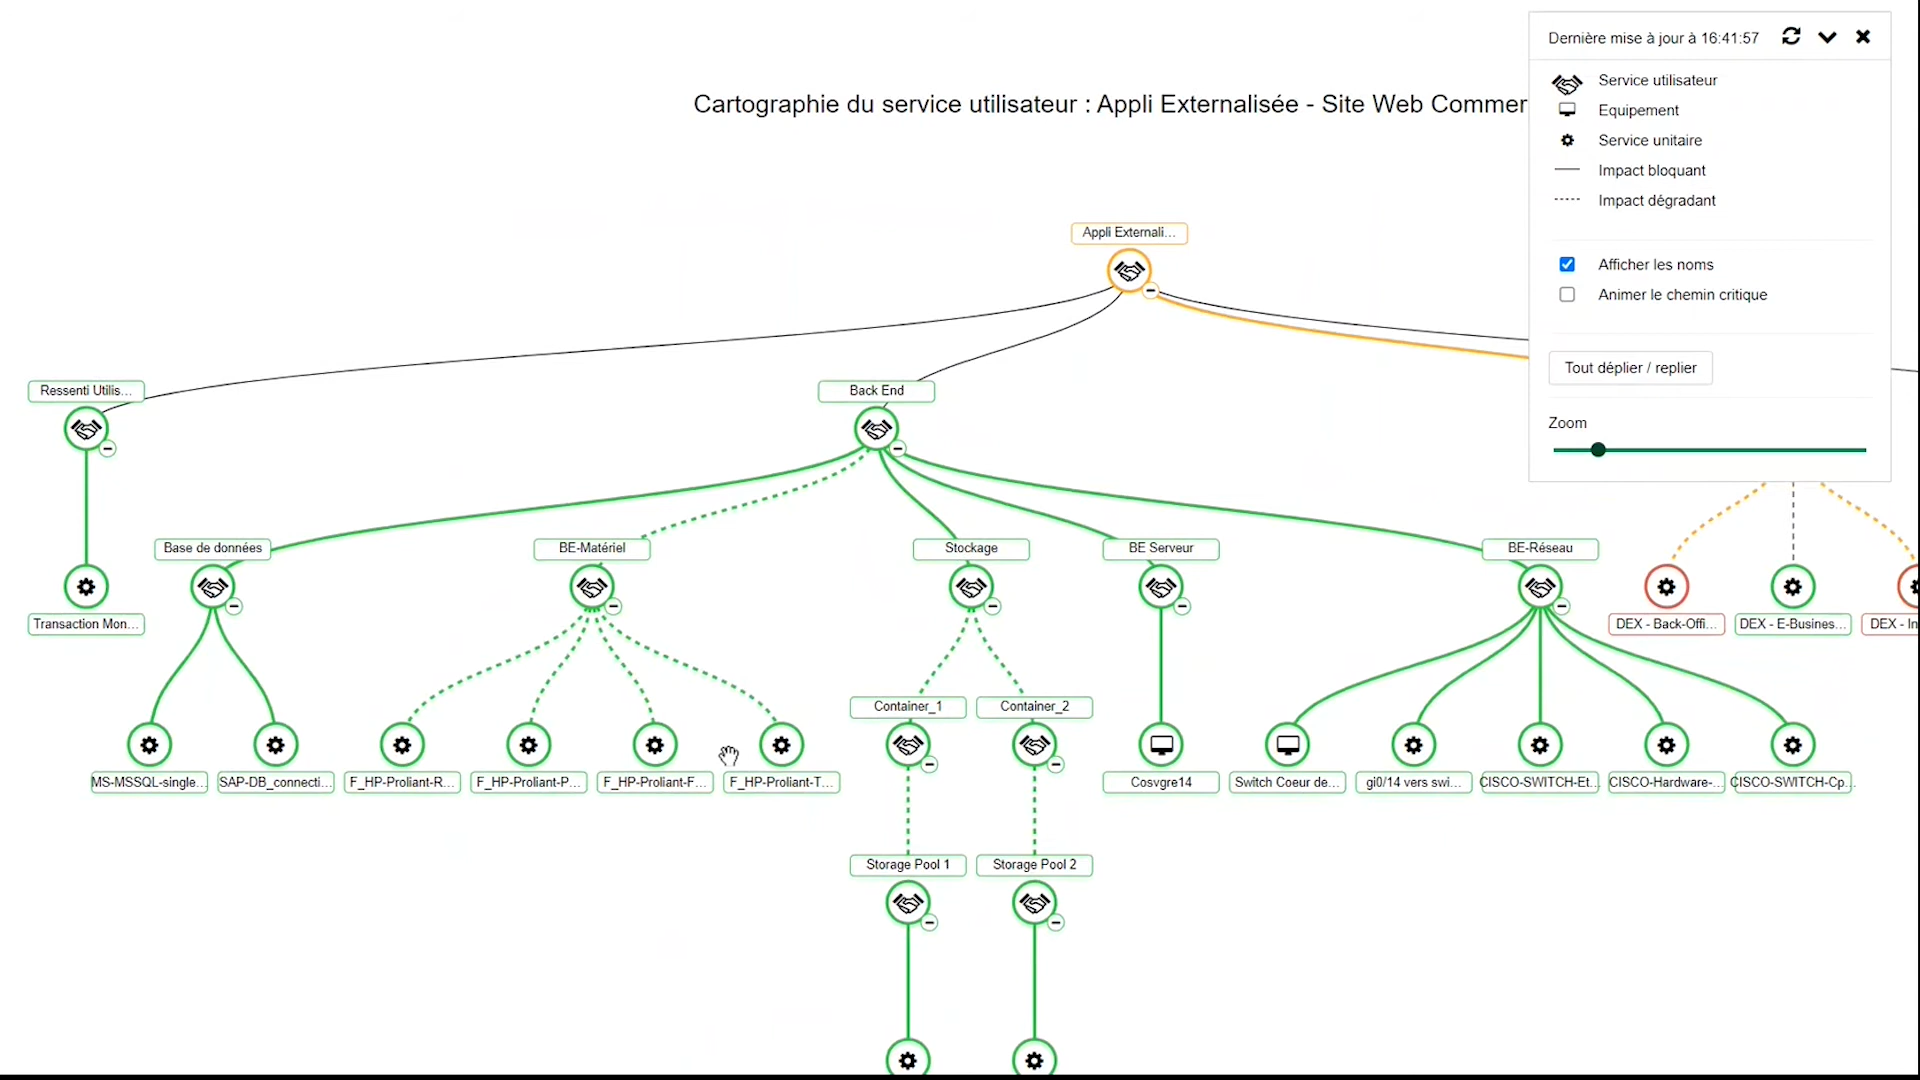 Dernière mise à jour à 16:41:57
Service utilisateur
Equipement
Service unitaire
Impact bloquant
Impact dégradant
Afficher les noms
Animer le chemin critique
Tout déplier / replier
Zoom
Cartographie du service utilisateur : Appli Externalisée - Site Web Commer
Appli Externali...
Ressenti Utilis...
Back End
Base de données
BE-Matériel
Stockage
BE Serveur
BE-Réseau
Transaction Mon...
DEX - Back-Offi...
DEX - E-Busines...
DEX - In
Container_1
Container_2
MS-MSSQL-single...
SAP-DB_connecti...
F_HP-Proliant-R...
F_HP-Proliant-P...
F_HP-Proliant-F...
F_HP-Proliant-T...
Cosvgre14
Switch Coeur de...
gi0/14 vers swi...
CISCO-SWITCH-Et...
CISCO-Hardware-...
CISCO-SWITCH-Cp...
Storage Pool 1
Storage Pool 2